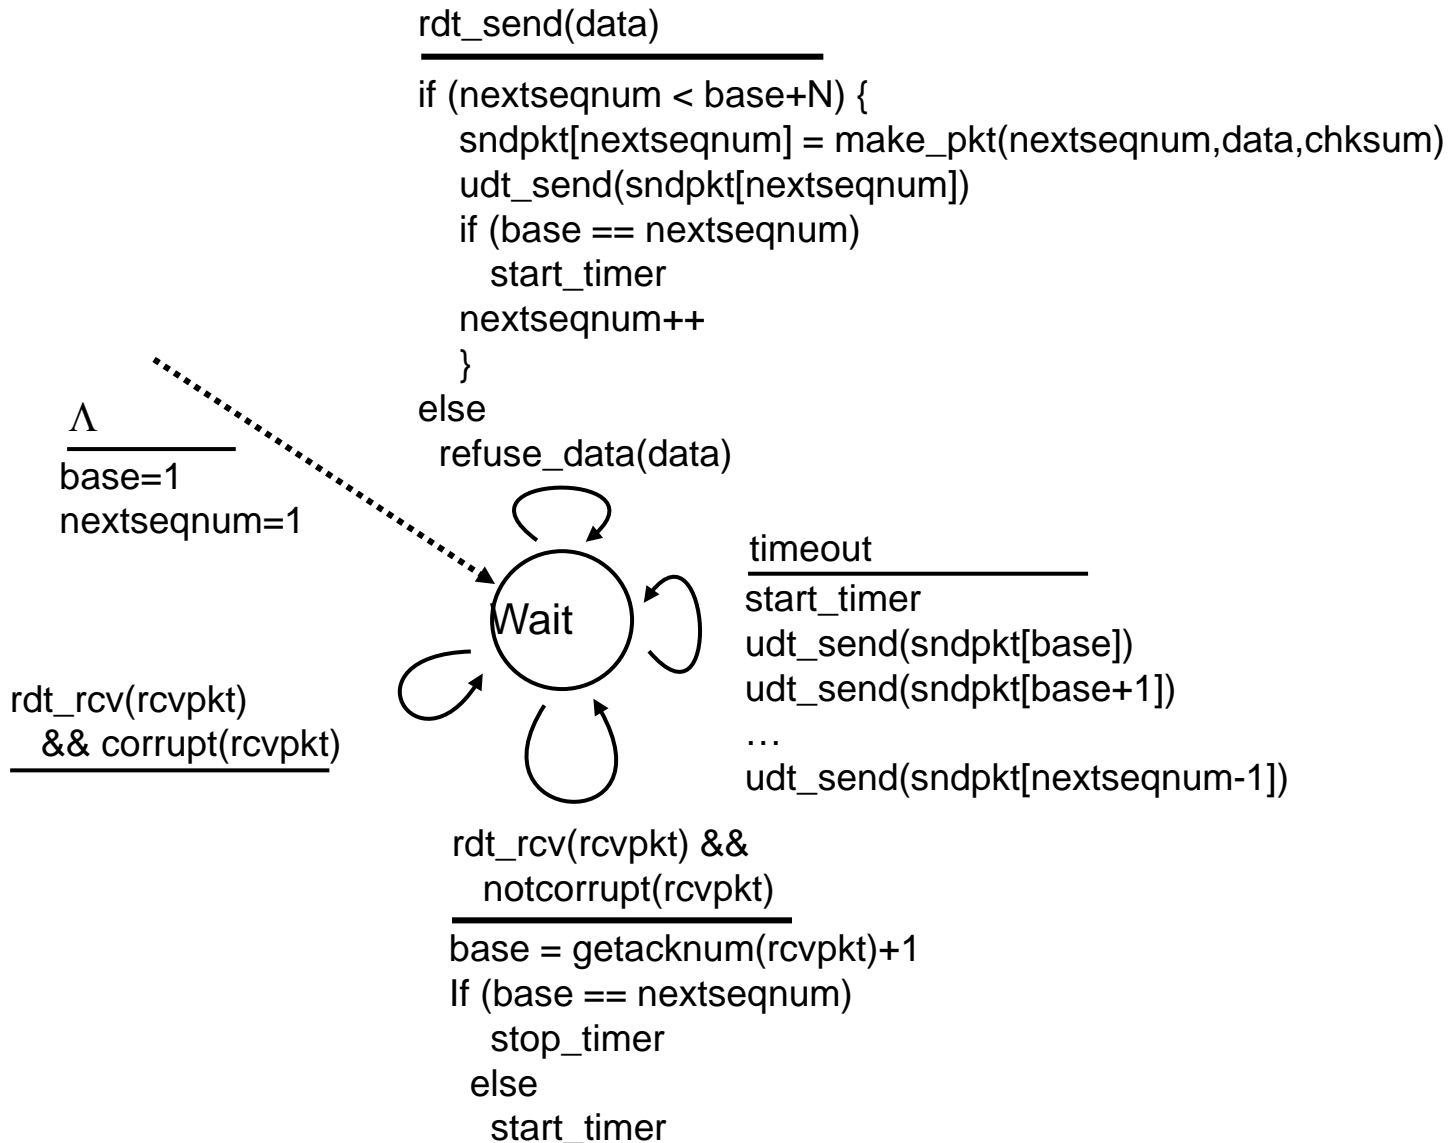 rdt_send(data)
if (nextseqnum < base+N) {
sndpkt[nextseqnum] = make_pkt(nextseqnum,data,chksum)
udt_send(sndpkt[nextseqnum])
if (base == nextseqnum)
start_timer
nextseqnum++
}
else
refuse_data(data)
Λ
base=1
nextseqnum=1
Wait
timeout
start_timer
udt_send(sndpkt[base])
udt_send(sndpkt[base+1])
…
udt_send(sndpkt[nextseqnum-1])
rdt_rcv(rcvpkt)
&& corrupt(rcvpkt)
rdt_rcv(rcvpkt) &&
notcorrupt(rcvpkt)
base = getacknum(rcvpkt)+1
If (base == nextseqnum)
stop_timer
else
start_timer